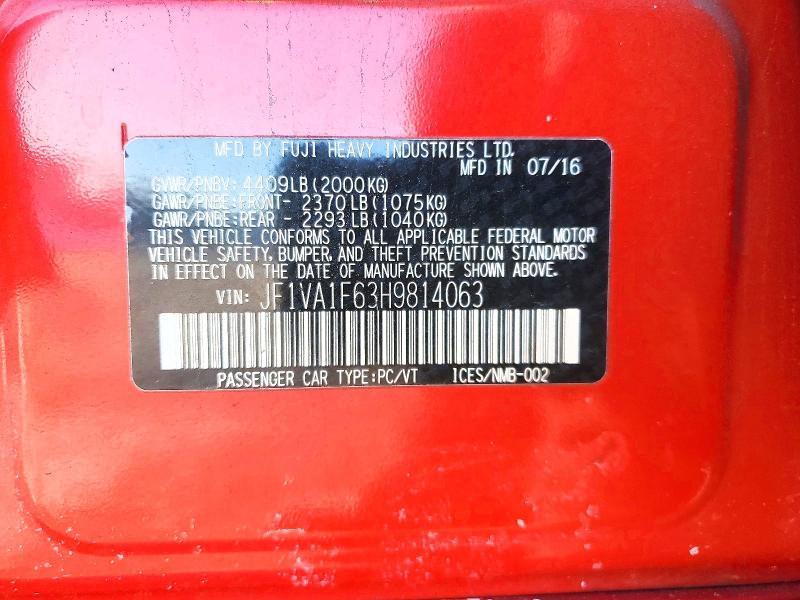 MFD BY FUJI HEAVY INDUSTRIES LTD.
MFD IN 07/16
GVWR/PNBV: 4409LB(2000KG)
GAWR/PNBE:FRONT- 2370LB(1075KG)
GAWR/PNBE:REAR - 2293LB(1040KG)
THIS VEHICLE CONFORMS TO ALL APPLICABLE FEDERAL MOTOR
VEHICLE SAFETY, BUMPER, AND THEFT PREVENTION STANDARDS
IN EFFECT ON THE DATE OF MANUFACTURE SHOWN ABOVE.
VIN: JF1VA1F63H9814063
PASSENGER CAR TYPE:PC/VT ICES/NMB-002